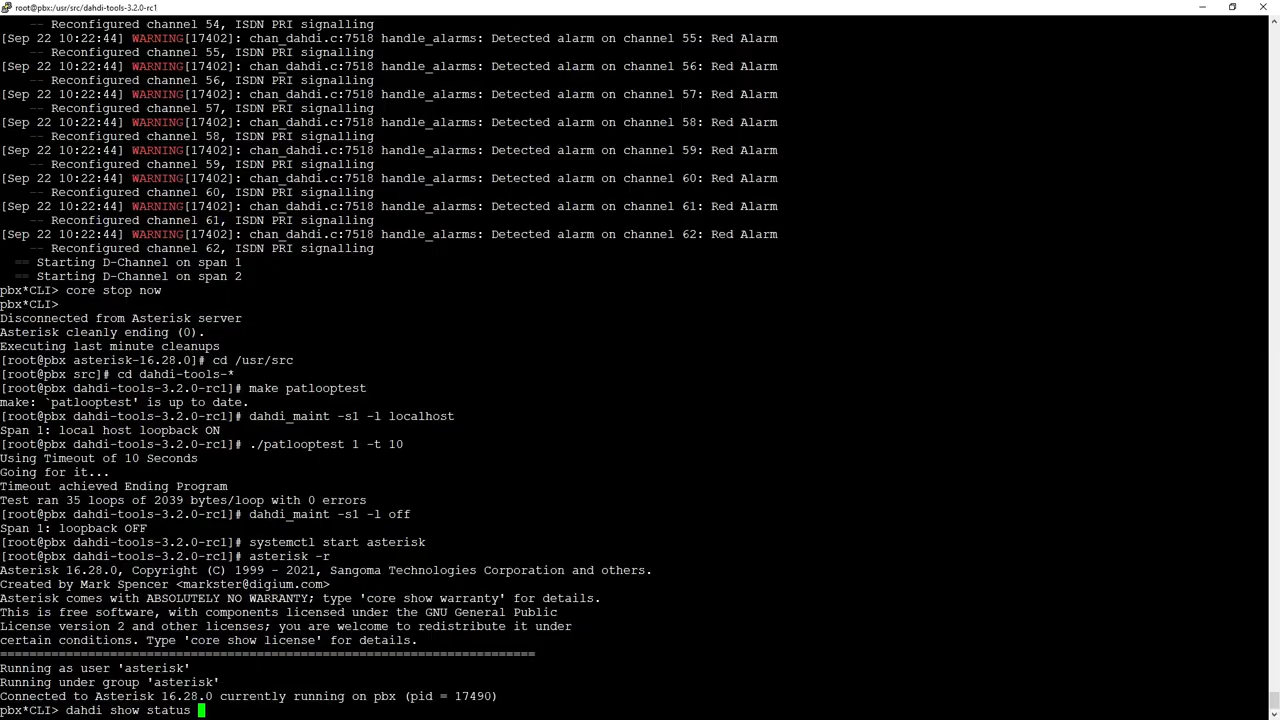 root@pbx:/usr/src/dahdi-tools-3.2.0-rc1
-- Reconfigured channel 54, ISDN PRI signalling
[Sep 22 10:22:44] WARNING[17402]: chan_dahdi.c:7518 handle_alarms: Detected alarm on channel 55: Red Alarm
-- Reconfigured channel 55, ISDN PRI signalling
[Sep 22 10:22:44] WARNING[17402]: chan_dahdi.c:7518 handle_alarms: Detected alarm on channel 56: Red Alarm
-- Reconfigured channel 56, ISDN PRI signalling
[Sep 22 10:22:44] WARNING[17402]: chan_dahdi.c:7518 handle_alarms: Detected alarm on channel 57: Red Alarm
-- Reconfigured channel 57, ISDN PRI signalling
[Sep 22 10:22:44] WARNING[17402]: chan_dahdi.c:7518 handle_alarms: Detected alarm on channel 58: Red Alarm
-- Reconfigured channel 58, ISDN PRI signalling
[Sep 22 10:22:44] WARNING[17402]: chan_dahdi.c:7518 handle_alarms: Detected alarm on channel 59: Red Alarm
-- Reconfigured channel 59, ISDN PRI signalling
[Sep 22 10:22:44] WARNING[17402]: chan_dahdi.c:7518 handle_alarms: Detected alarm on channel 60: Red Alarm
-- Reconfigured channel 60, ISDN PRI signalling
[Sep 22 10:22:44] WARNING[17402]: chan_dahdi.c:7518 handle_alarms: Detected alarm on channel 61: Red Alarm
-- Reconfigured channel 61, ISDN PRI signalling
[Sep 22 10:22:44] WARNING[17402]: chan_dahdi.c:7518 handle_alarms: Detected alarm on channel 62: Red Alarm
-- Reconfigured channel 62, ISDN PRI signalling
== Starting D-Channel on span 1
== Starting D-Channel on span 2
pbx*CLI> core stop now
pbx*CLI>
Disconnected from Asterisk server
Asterisk cleanly ending (0).
Executing last minute cleanups
[root@pbx asterisk-16.28.0]# cd /usr/src
[root@pbx src]# cd dahdi-tools-*
[root@pbx dahdi-tools-3.2.0-rc1]# make patlooptest
make: `patlooptest' is up to date.
[root@pbx dahdi-tools-3.2.0-rc1]# dahdi_maint -s1 -l localhost
Span 1: local host loopback ON
[root@pbx dahdi-tools-3.2.0-rc1]# ./patlooptest 1 -t 10
Using Timeout of 10 Seconds
Going for it...
Timeout achieved Ending Program
Test ran 35 loops of 2039 bytes/loop with 0 errors
[root@pbx dahdi-tools-3.2.0-rc1]# dahdi_maint -s1 -l off
Span 1: loopback OFF
[root@pbx dahdi-tools-3.2.0-rc1]# systemctl start asterisk
[root@pbx dahdi-tools-3.2.0-rc1]# asterisk -r
Asterisk 16.28.0, Copyright (C) 1999 - 2021, Sangoma Technologies Corporation and others.
Created by Mark Spencer <markster@digium.com>
Asterisk comes with ABSOLUTELY NO WARRANTY; type 'core show warranty' for details.
This is free software, with components licensed under the GNU General Public
License version 2 and other licenses; you are welcome to redistribute it under
certain conditions. Type 'core show license' for details.
=========================================================================
Running as user 'asterisk'
Running under group 'asterisk'
Connected to Asterisk 16.28.0 currently running on pbx (pid = 17490)
pbx*CLI> dahdi show status